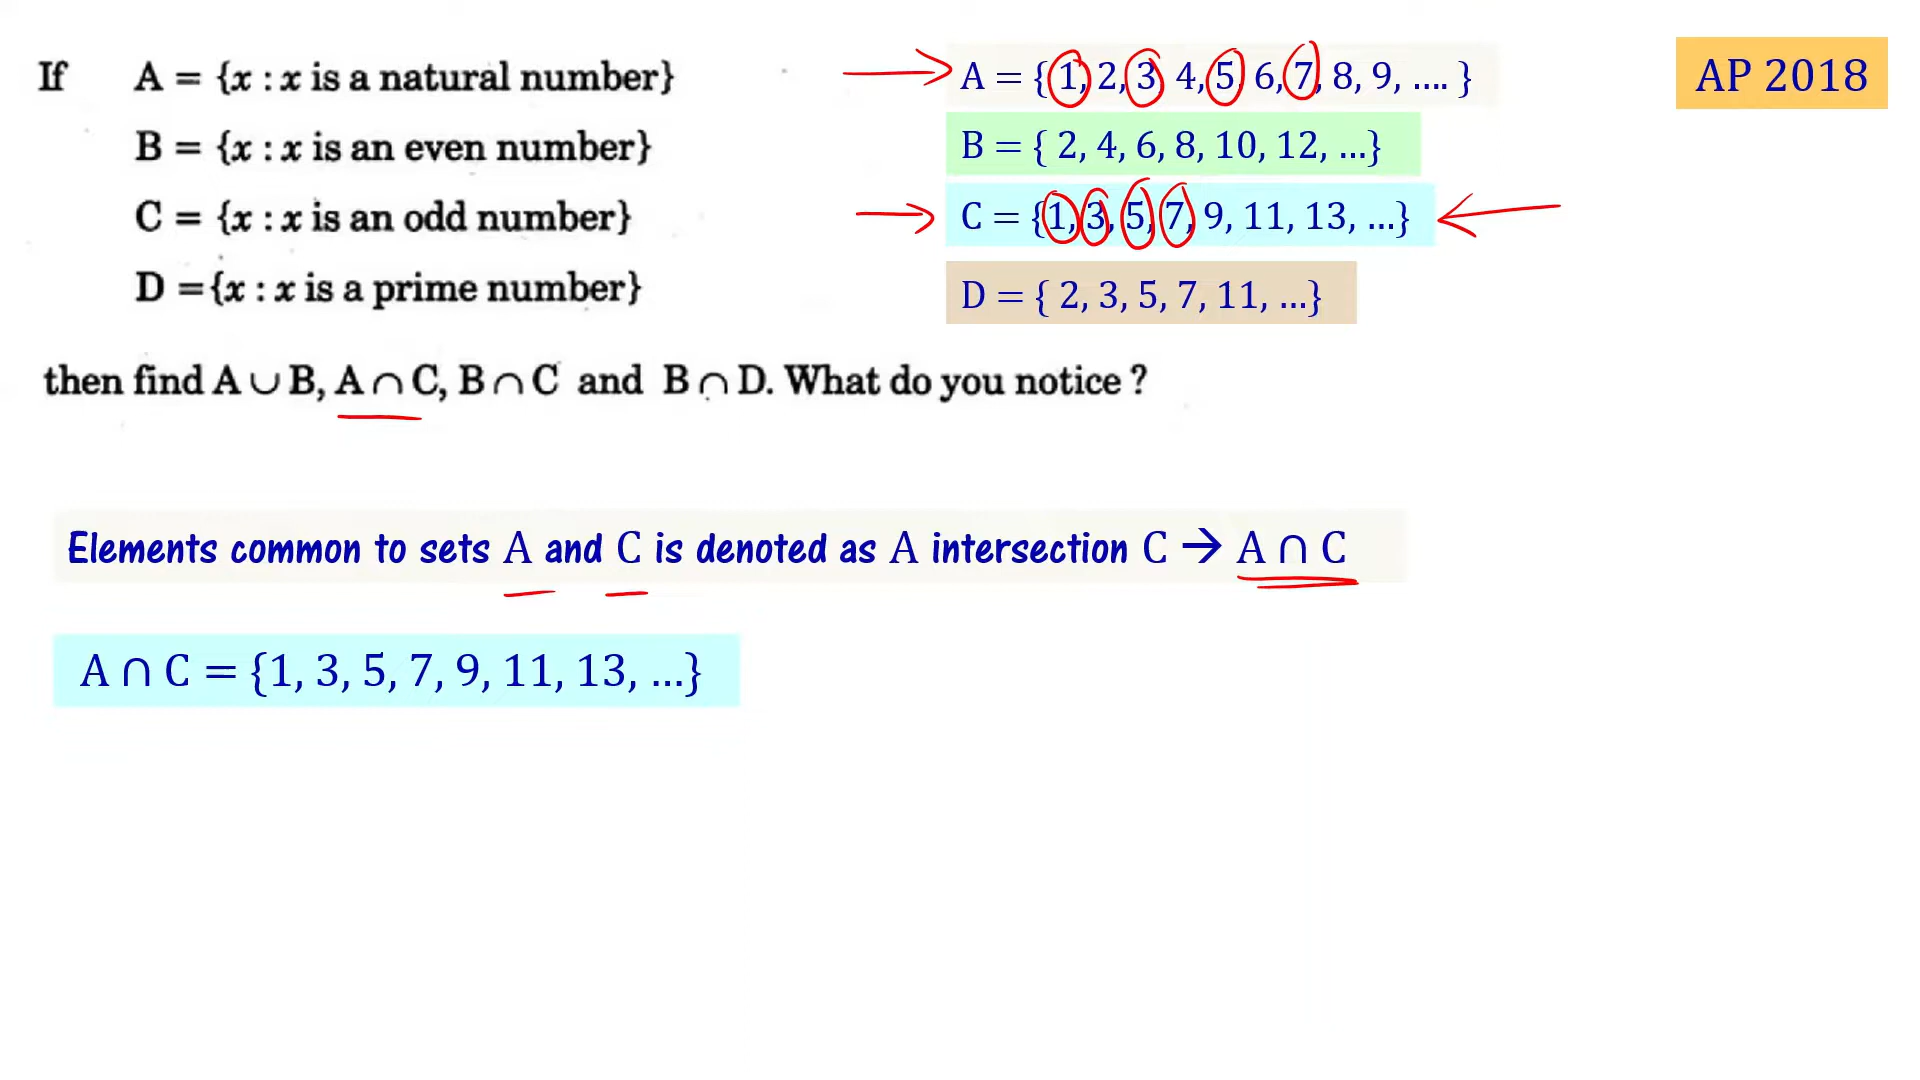 If A = {x : x is a natural number}
B = {x : x is an even number}
C = {x : x is an odd number}
D ={x : x is a prime number}
then find A ∪ B, A ∩ C, B ∩ C and B ∩ D. What do you notice ?
A = { 1, 2, 3, 4, 5, 6, 7, 8, 9, .... }
B = { 2, 4, 6, 8, 10, 12, ...}
C = {1, 3, 5, 7, 9, 11, 13, ...}
D = { 2, 3, 5, 7, 11, ...}
AP 2018
Elements common to sets A and C is denoted as A intersection C → A ∩ C
A ∩ C = {1, 3, 5, 7, 9, 11, 13, ...}